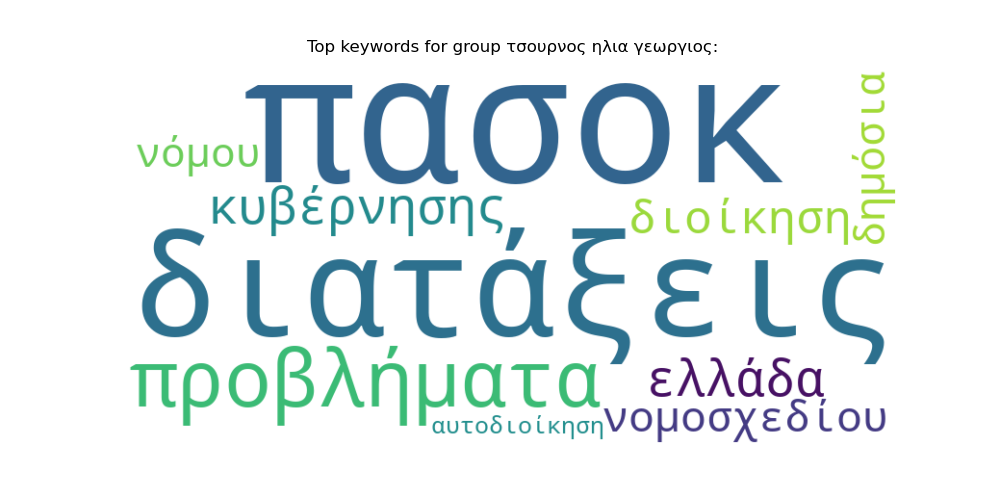 Top keywords for group τσουρνος ηλια γεωργιος:
πασοκ
δημόσια
νόμου
κυβέρνησης
διοίκηση
διατάξεις
προβλήματα
ελλάδα
νομοσχεδίου
αυτοδιοίκηση